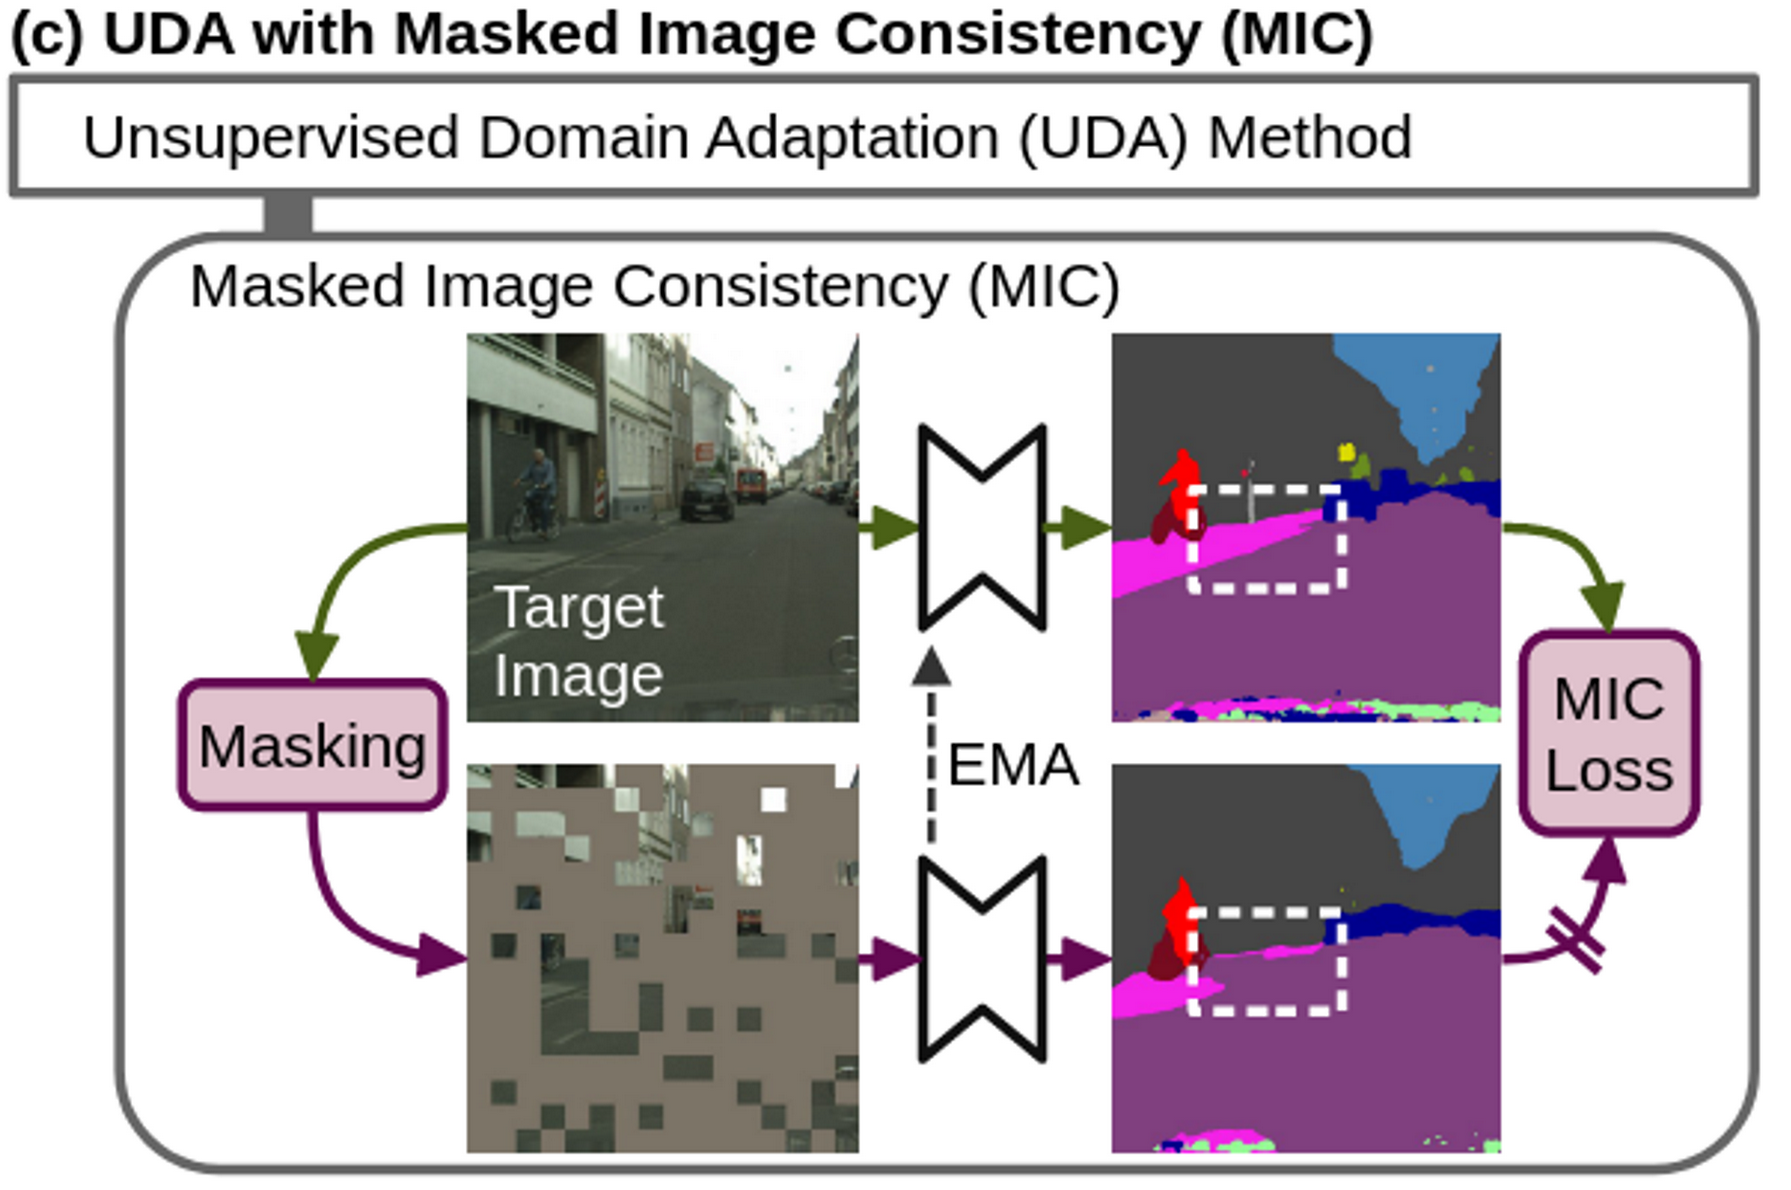 (c) UDA with Masked Image Consistency (MIC)
Unsupervised Domain Adaptation (UDA) Method
Masked Image Consistency (MIC)
Target
Image
Masking
EMA
MIC
Loss